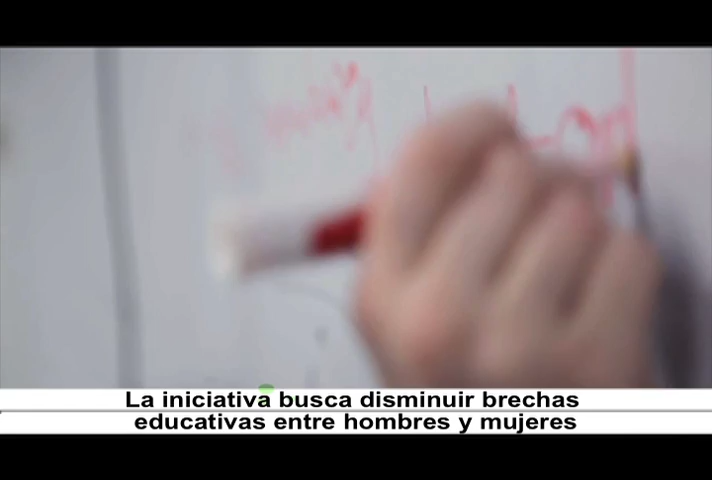 La iniciativa busca disminuir brechas
educativas entre hombres y mujeres